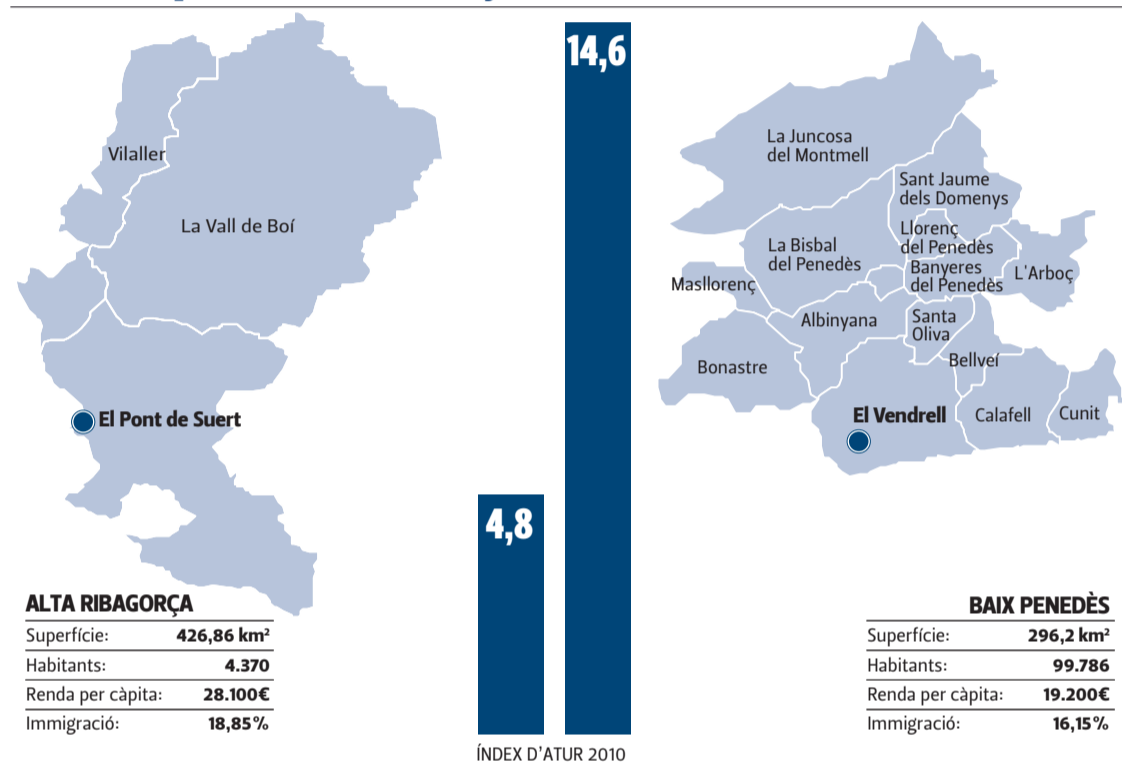 Vilaller
La Vall de Boí
El Pont de Suert
ALTA RIBAGORÇA
Superfície: 426,86 km²
Habitants: 4.370
Renda per càpita: 28.100€
Immigració: 18,85%
4,8
14,6
ÍNDEX D'ATUR 2010
La Juncosa
del Montmell
Sant Jaume
dels Domenys
Llorenç
del Penedès
La Bisbal
del Penedès
Banyeres
del Penedès
L'Arboç
Masllorenç
Albinyana
Santa
Oliva
Bellveí
Bonastre
El Vendrell
Calafell
Cunit
BAIX PENEDÈS
Superfície: 296,2 km²
Habitants: 99.786
Renda per càpita: 19.200€
Immigració: 16,15%